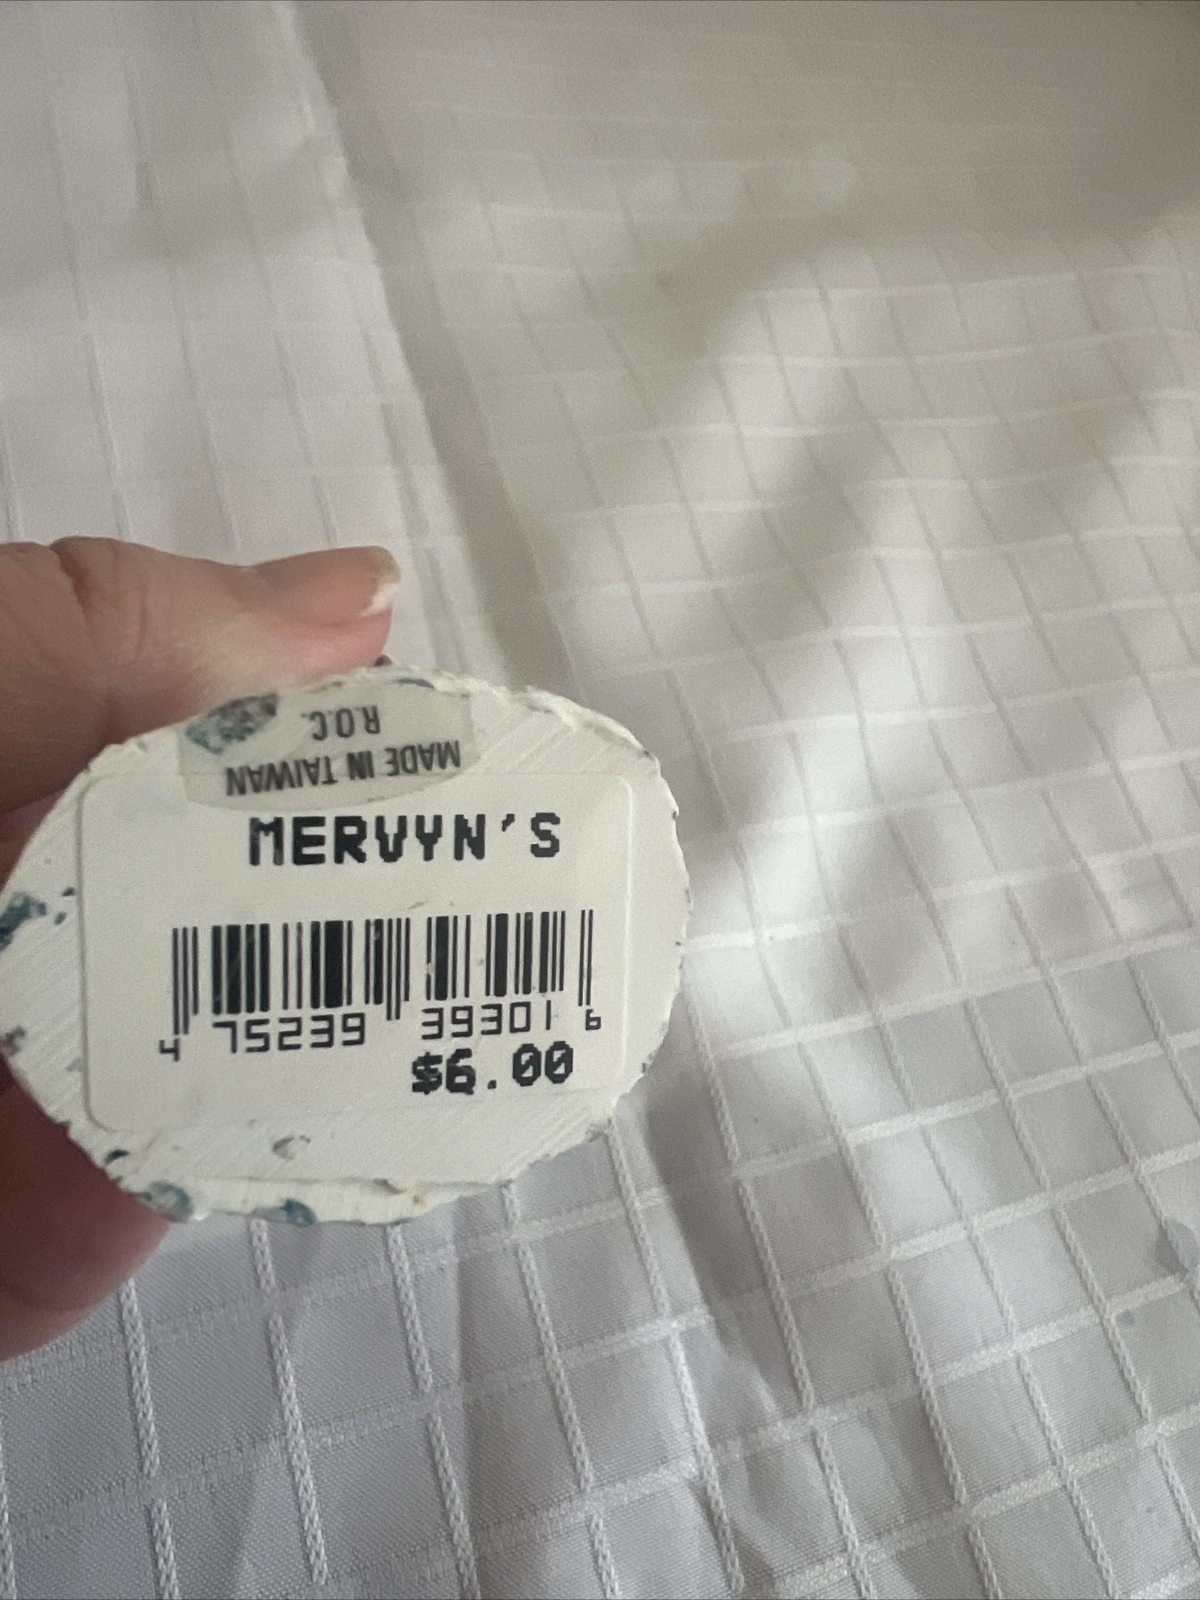 MADE IN TAIWAN
R.O.C.
MERVYN'S
4 75239 39301 6
$6.00